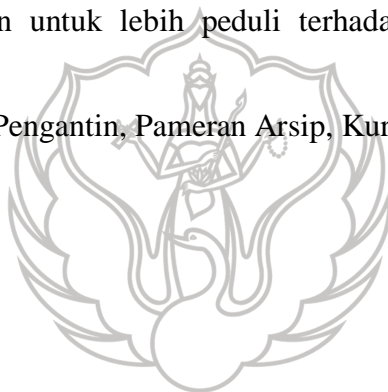 n untuk lebih peduli terhada
Pengantin, Pameran Arsip, Kur